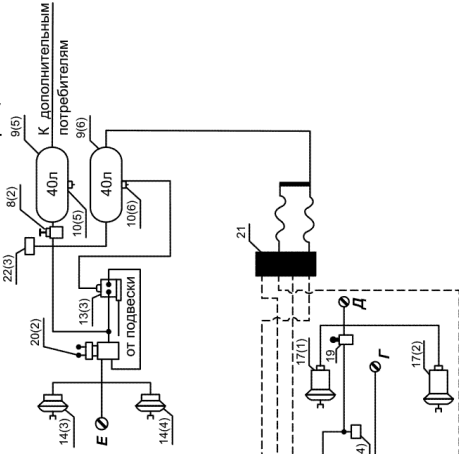 К дополнительным
потребителям
9(5)
9(6)
40л
40л
8(2)
10(5)
10(6)
22(3)
21
13(3)
от подвески
20(2)
Д
17(1)
19
Г
17(2)
14(3)
Е
14(4)
4)